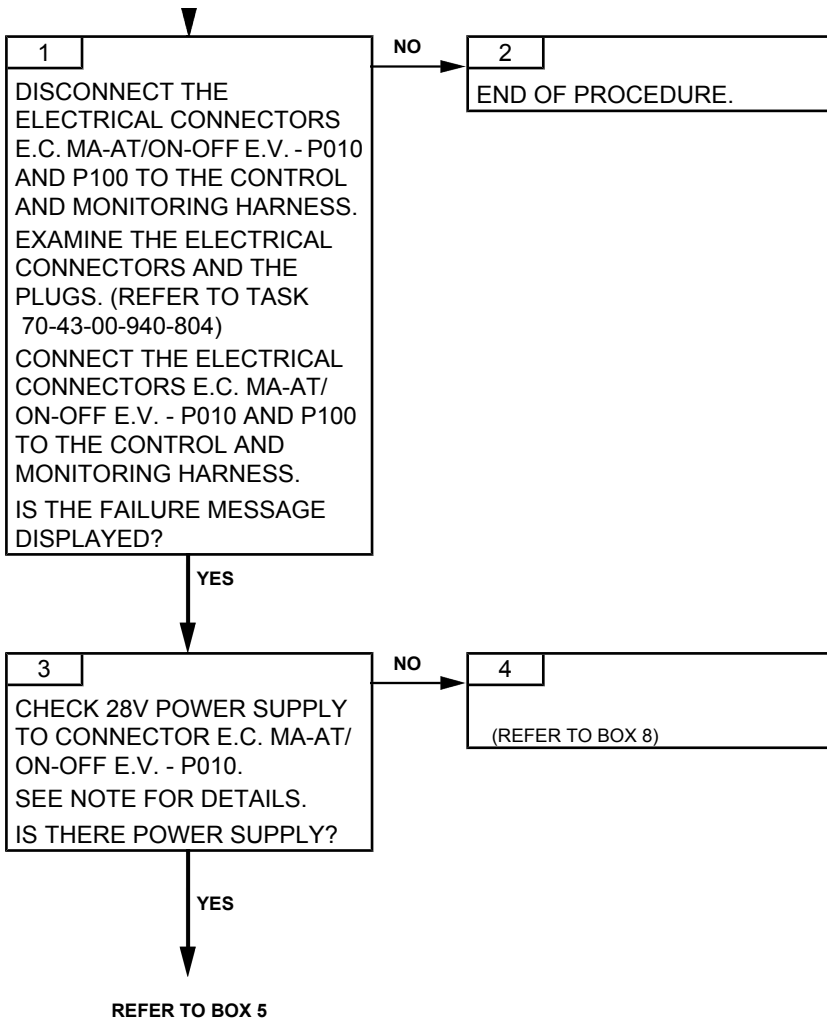 1
NO
2
DISCONNECT THE
ELECTRICAL CONNECTORS
E.C. MA-AT/ON-OFF E.V. - P010
AND P100 TO THE CONTROL
AND MONITORING HARNESS.
EXAMINE THE ELECTRICAL
CONNECTORS AND THE
PLUGS. (REFER TO TASK
70-43-00-940-804)
CONNECT THE ELECTRICAL
CONNECTORS E.C. MA-AT/
ON-OFF E.V. - P010 AND P100
TO THE CONTROL AND
MONITORING HARNESS.
IS THE FAILURE MESSAGE
DISPLAYED?
END OF PROCEDURE.
YES
3
NO
4
CHECK 28V POWER SUPPLY
TO CONNECTOR E.C. MA-AT/
ON-OFF E.V. - P010.
SEE NOTE FOR DETAILS.
IS THERE POWER SUPPLY?
(REFER TO BOX 8)
YES
REFER TO BOX 5